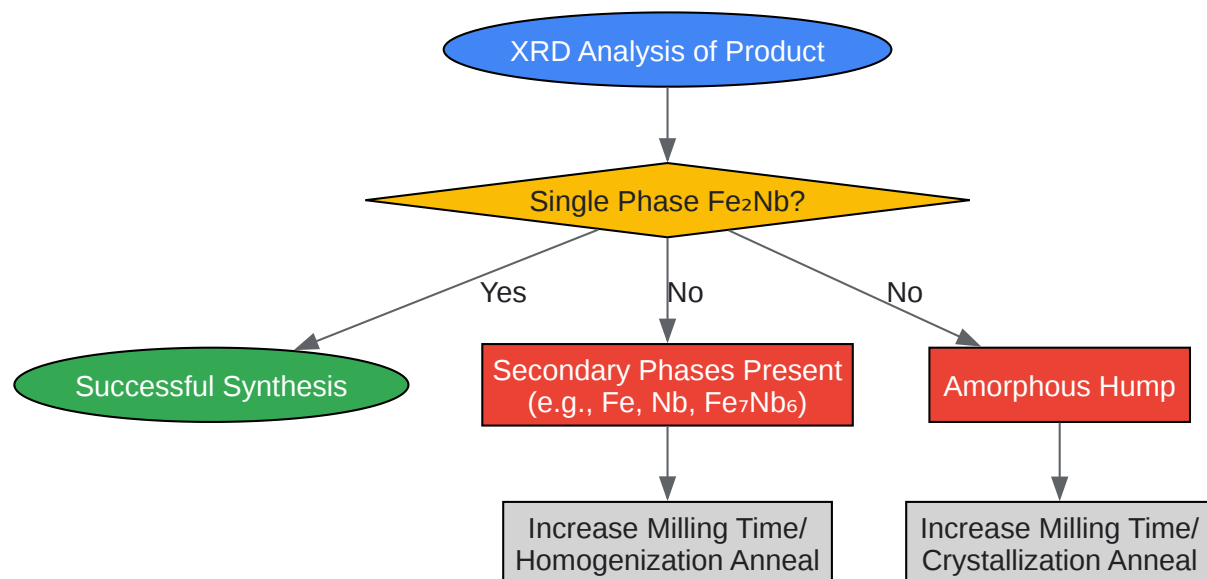 XRD Analysis of Product
Single Phase Fe₂Nb?
Yes
No
No
Successful Synthesis
Secondary Phases Present
(e.g., Fe, Nb, Fe₇Nb₆)
Amorphous Hump
Increase Milling Time/
Homogenization Anneal
Increase Milling Time/
Crystallization Anneal